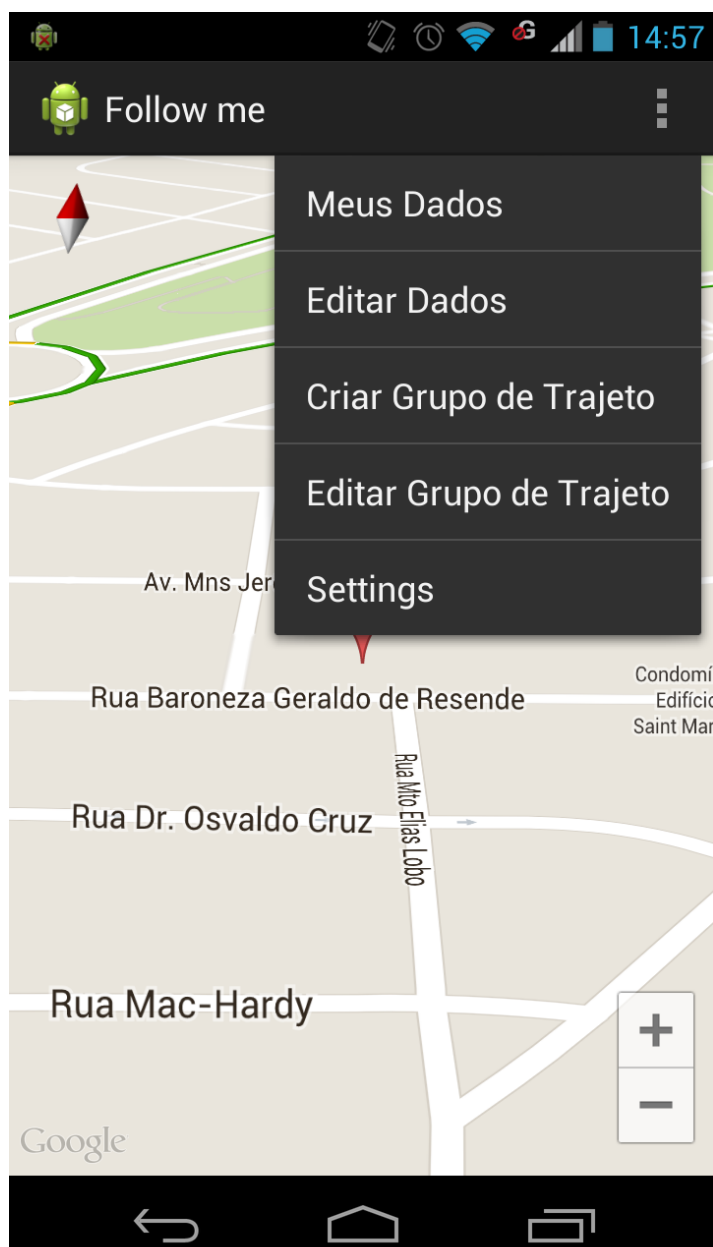 14:57
Follow me
Meus Dados
Editar Dados
Criar Grupo de Trajeto
Editar Grupo de Trajeto
Settings
Av. Mns
Condomí
Edifício
Saint Mar
Rua Baroneza Geraldo de Resende
Rua Mto Elias Lobo
Rua Dr. Osvaldo Cruz
Rua Mac-Hardy
+
−
Google